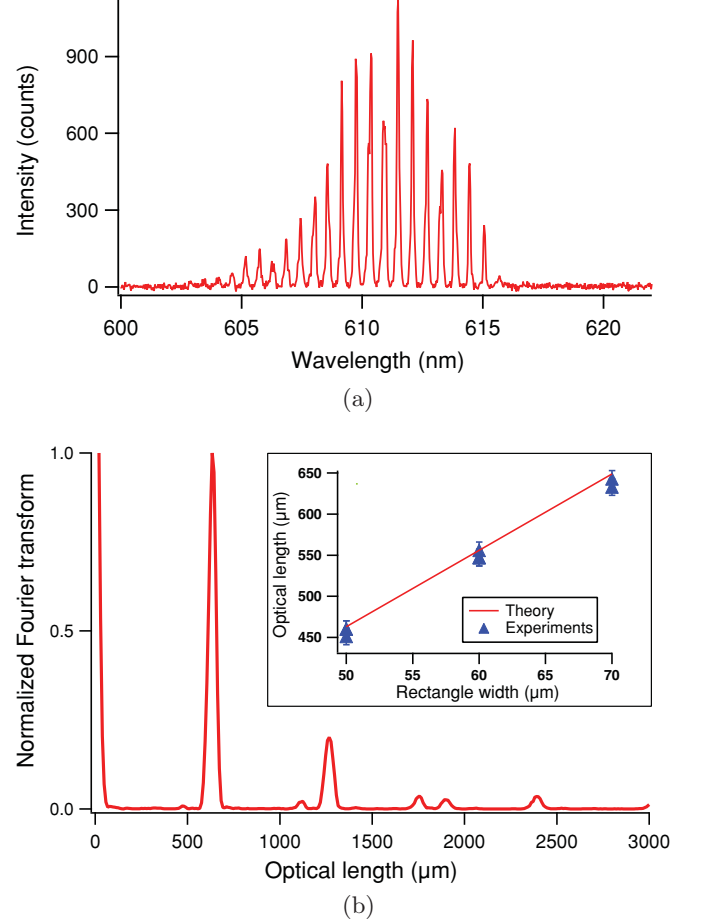 900
600
300
0
Intensity (counts)
600 605 610 615 620
Wavelength (nm)
(a)
1.0
0.5
0.0
Normalized Fourier transform
650
600
550
500
450
Optical length (µm)
Theory
Experiments
50 55 60 65 70
Rectangle width (µm)
0 500 1000 1500 2000 2500 3000
Optical length (µm)
(b)